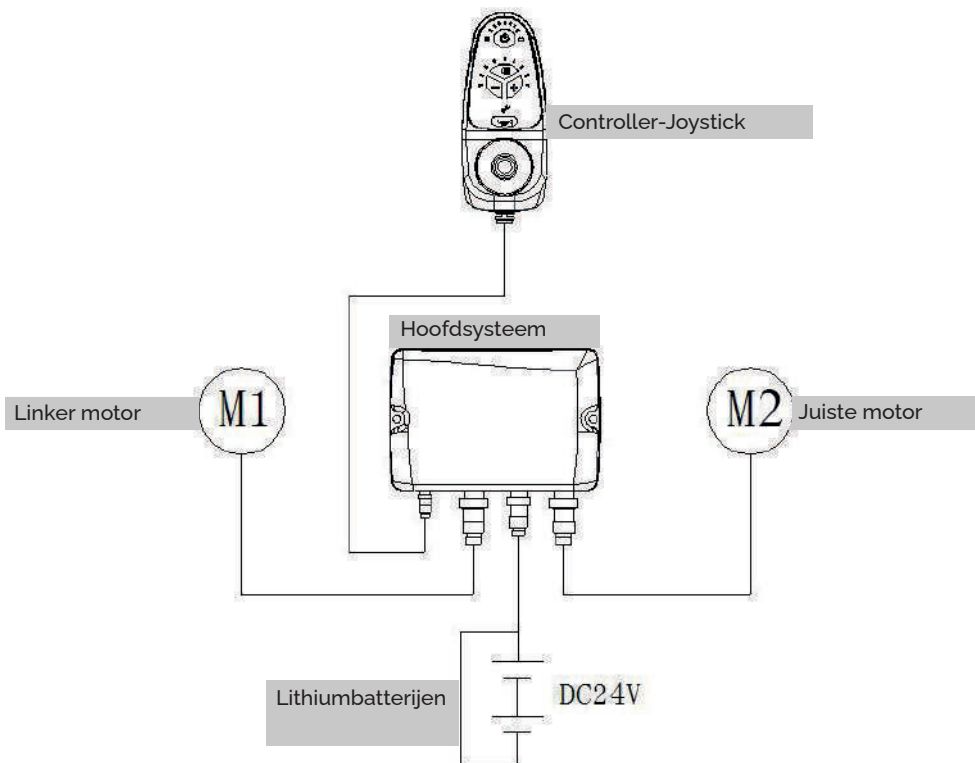 Controller-Joystick
Hoofdsysteem
Linker motor
M1
M2
Juiste motor
Lithiumbatterijen
DC24V